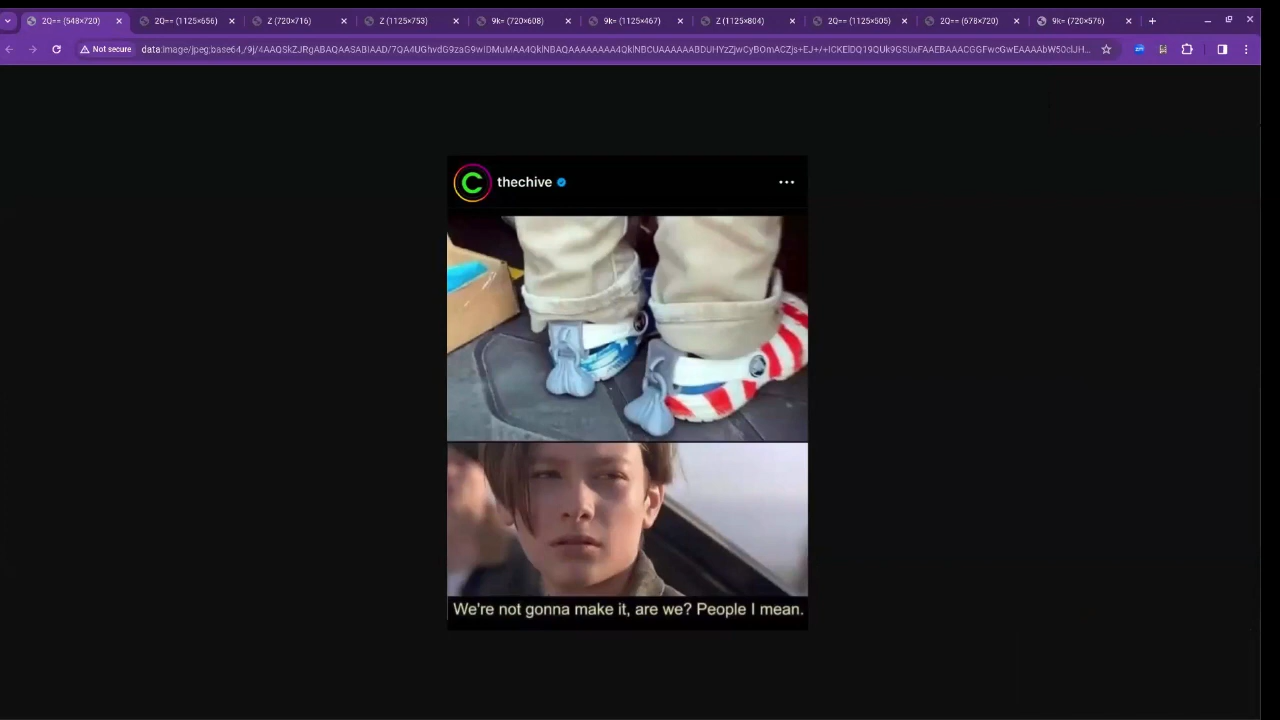 2Q== (548×720)
2Q== (1125×656)
Z (720×716)
Z (1125×753)
9k= (720×608)
9k= (1125×467)
Z (1125×804)
2Q== (1125×505)
2Q== (678×720)
9k= (720×576)
Not secure
thechive
We're not gonna make it, are we? People I mean.